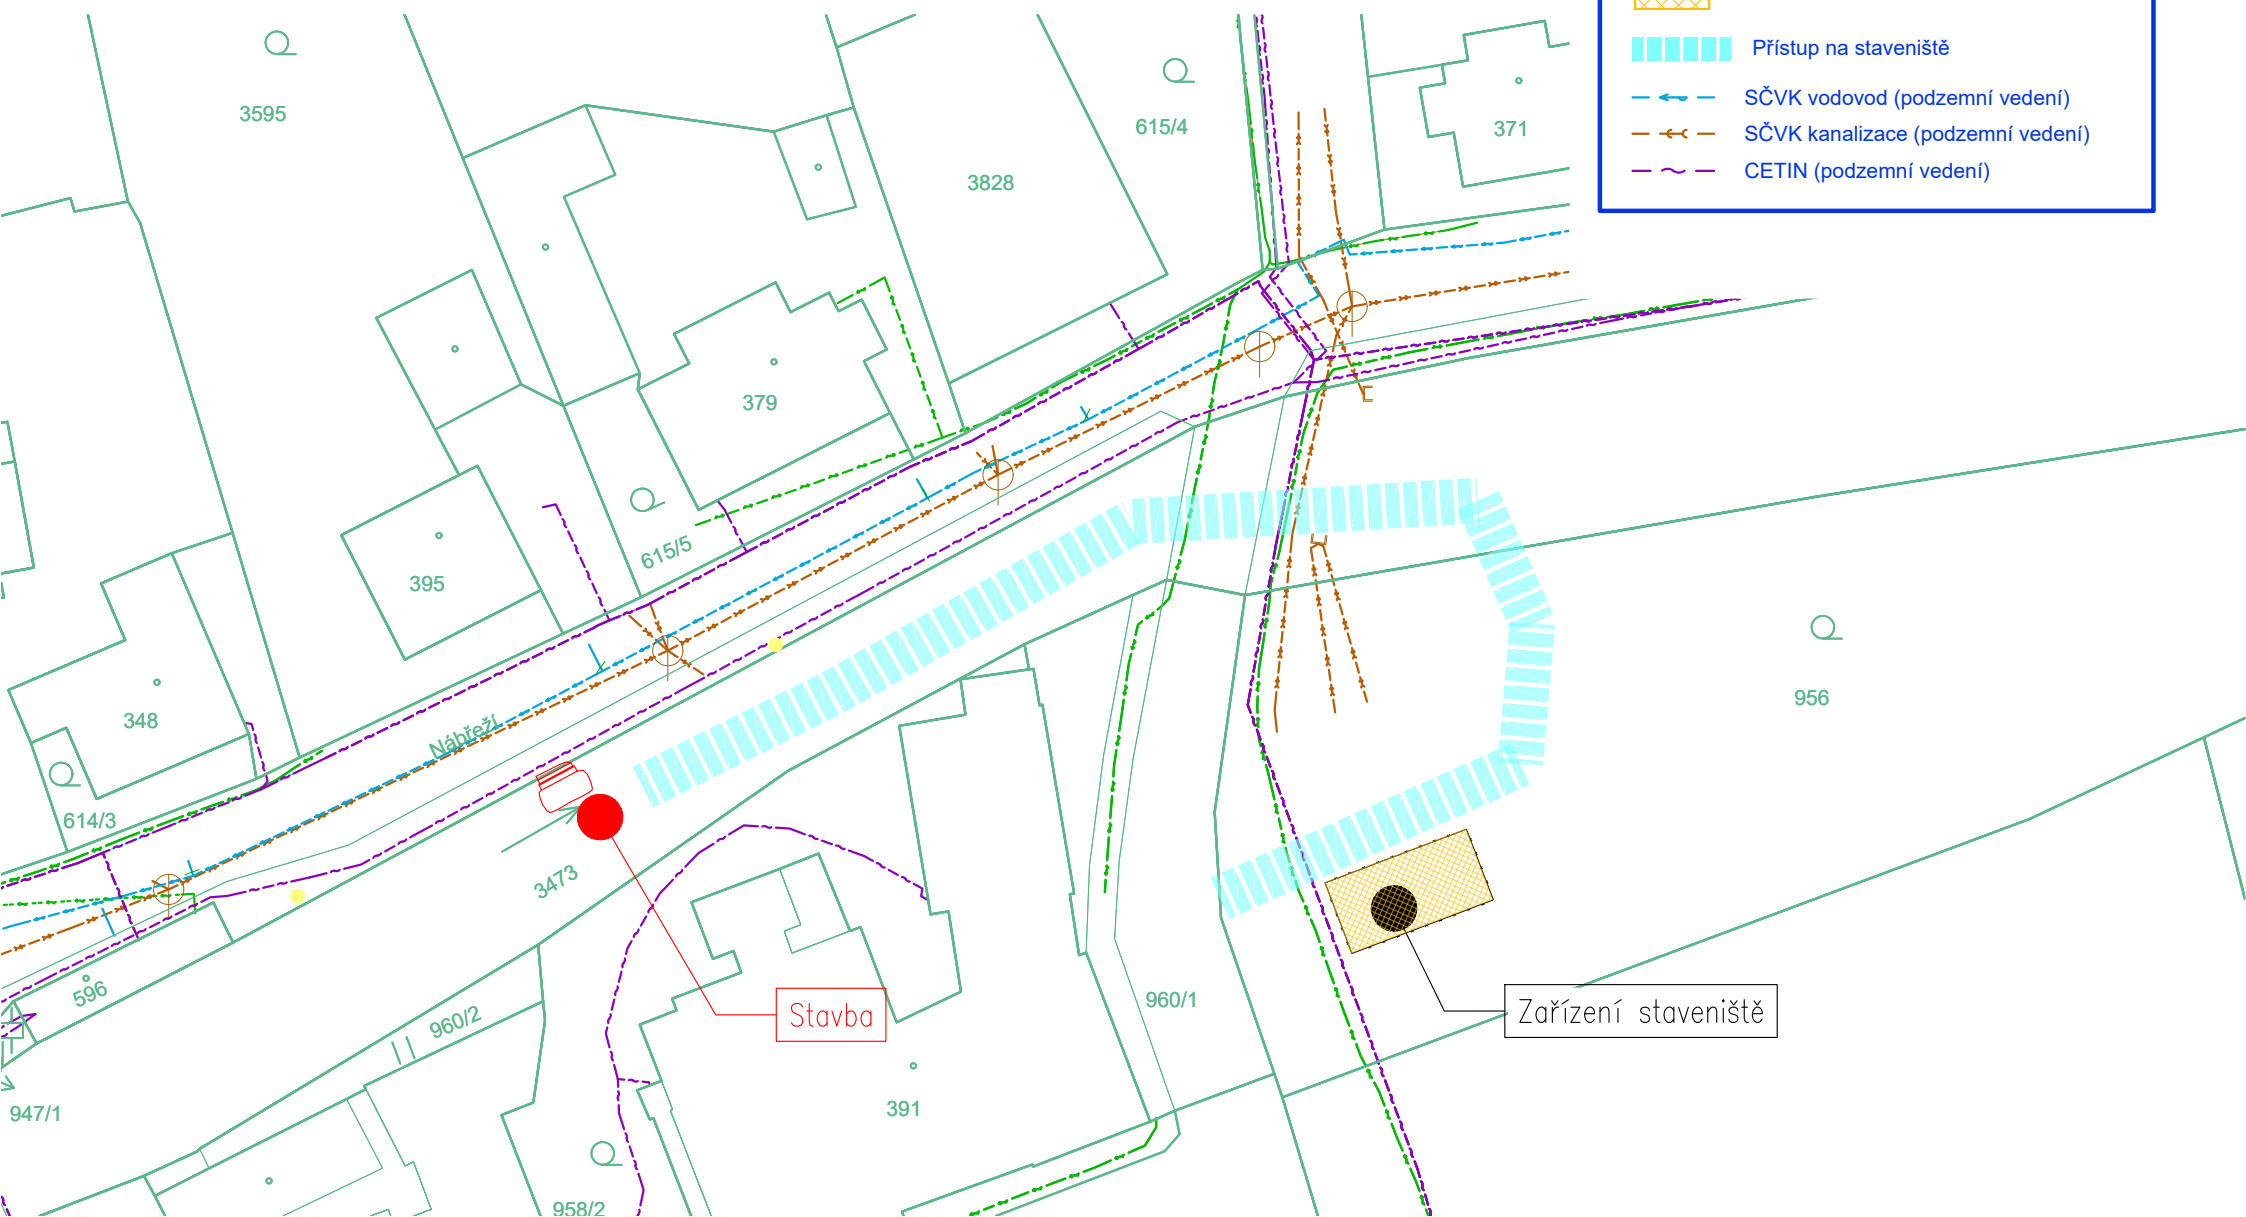 Přístup na staveniště
SČVK vodovod (podzemní vedení)
SČVK kanalizace (podzemní vedení)
CETIN (podzemní vedení)
3595
615/4
371
3828
379
615/5
395
348
Nábřeží
614/3
956
3473
596
960/2
960/1
Stavba
Zařízení staveniště
947/1
391
958/2